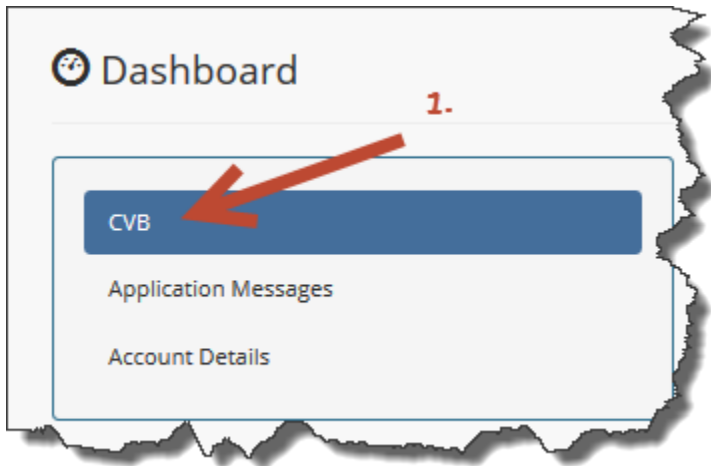 Dashboard
1.
CVB
Application Messages
Account Details